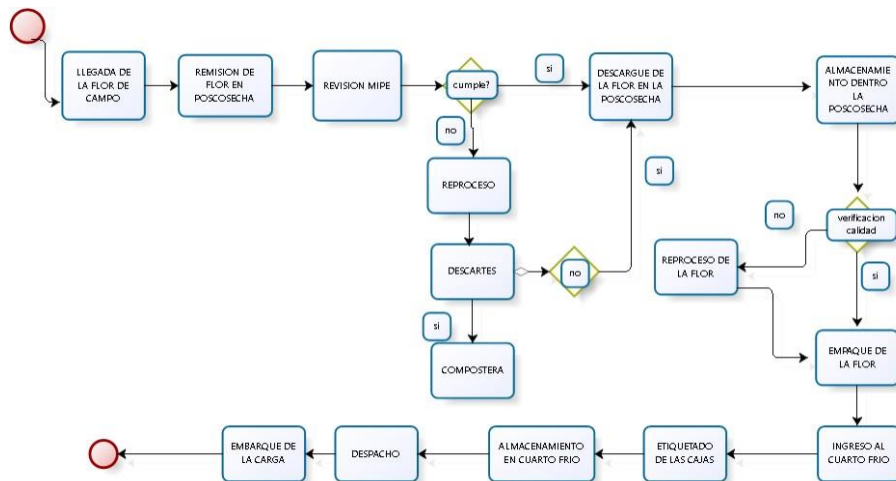 LLEGADA DE
LA FLOR DE
CAMPO
REMISION DE
FLOR EN
POSCOSECHA
REVISION MIPE
cumple?
si
DESCARGUE DE
LA FLOR EN LA
POSCOSECHA
ALMACENAMIE
NTO DENTRO
LA
POSCOSECHA
no
REPROCESO
si
no
verificacion
calidad
DESCARTES
no
REPROCESO DE
LA FLOR
si
si
COMPOSTERA
EMPAQUE DE
LA FLOR
EMBARQUE DE
LA CARGA
DESPACHO
ALMACENAMIENTO
EN CUARTO FRIO
ETIQUETADO
DE LAS CAJAS
INGRESO AL
CUARTO FRIO